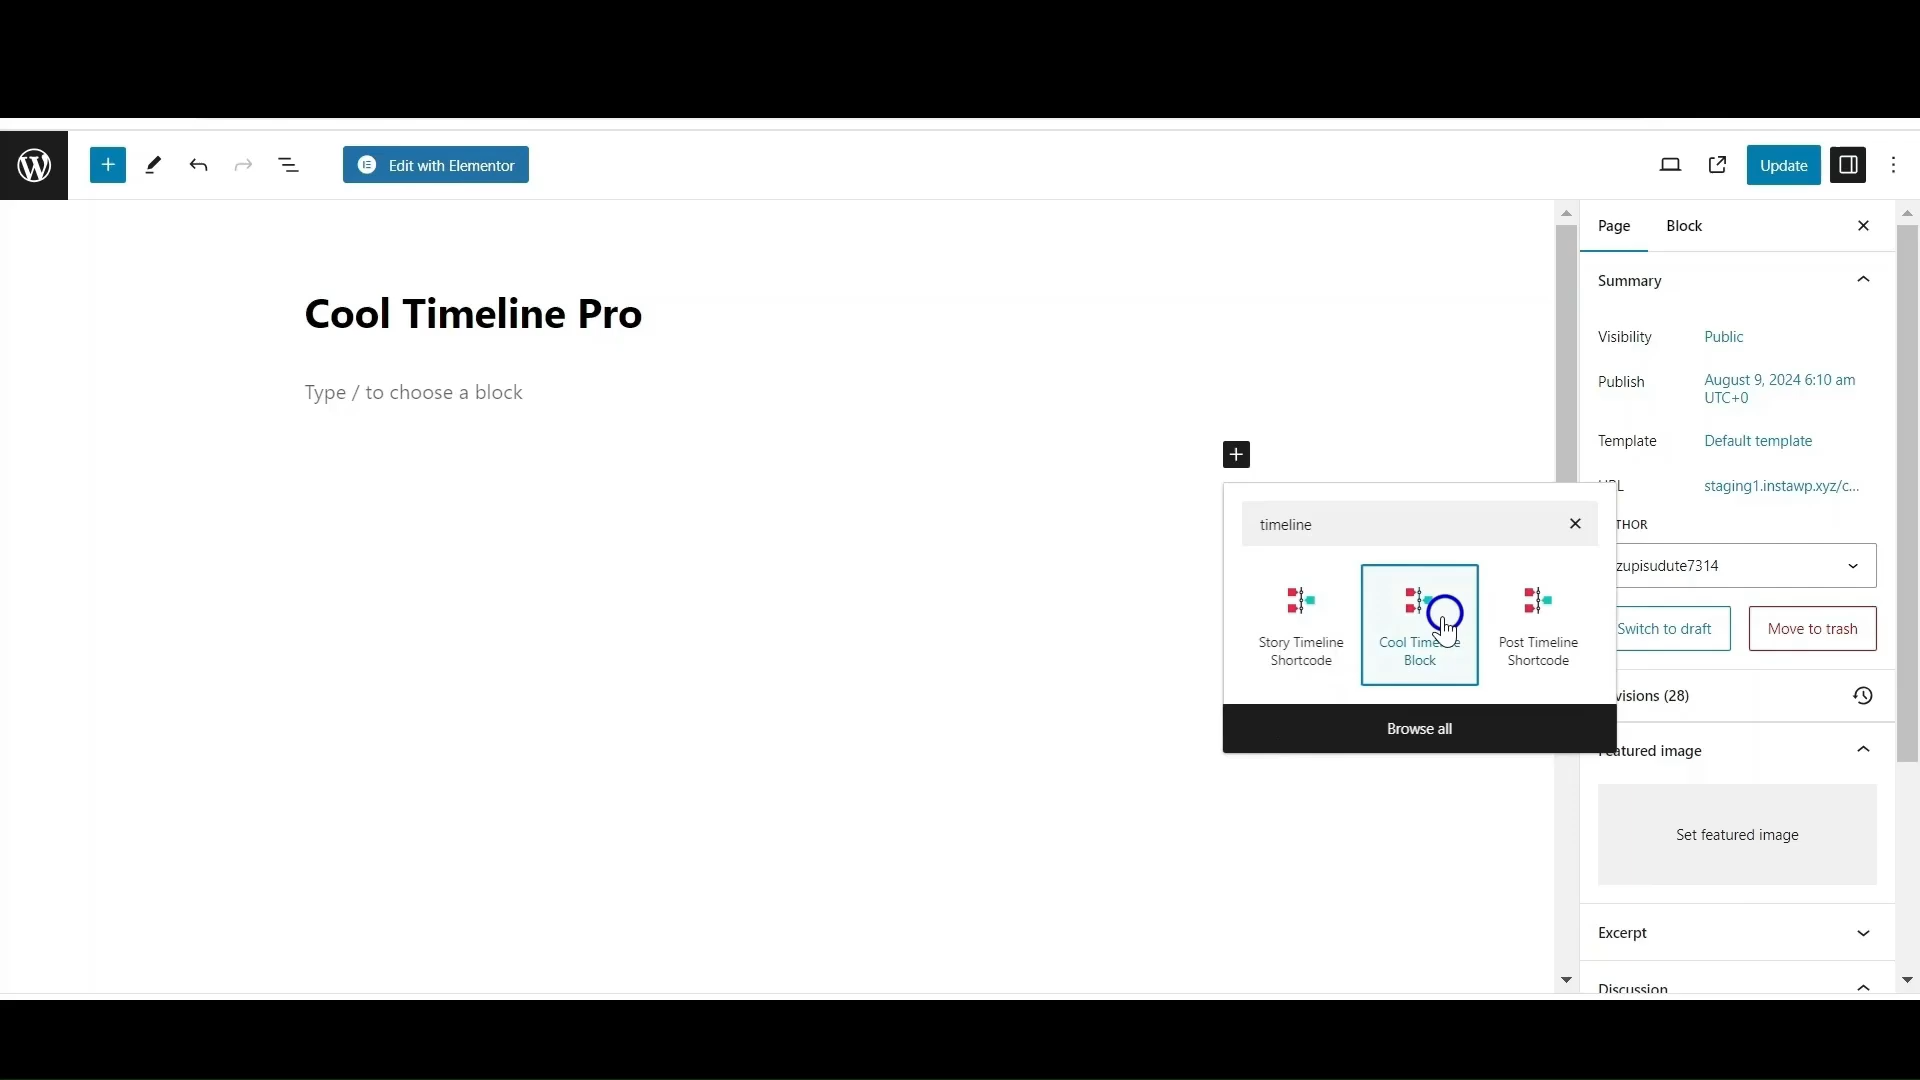 Edit with Elementor
Update
Page
Block
Summary
Cool Timeline Pro
Visibility
Public
Type / to choose a block
Publish
August 9, 2024 6:10 am
UTC+0
Template
Default template
staging1.instawp.xyz/c...
timeline
THOR
zupisudute7314
Story Timeline
Shortcode
Cool Time e
Block
Post Timeline
Shortcode
Switch to draft
Move to trash
visions (28)
Browse all
eatured image
Set featured image
Excerpt
Discussion